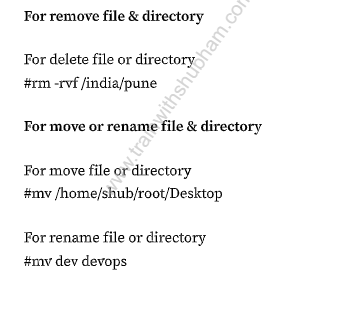 For remove file & directory
For delete file or directory
#rm -rvf /india/pune
For move or rename file & directory
For move file or directory
#mv /home/shub/root/Desktop
For rename file or directory
#mv dev devops
www.trainwithshubham.com